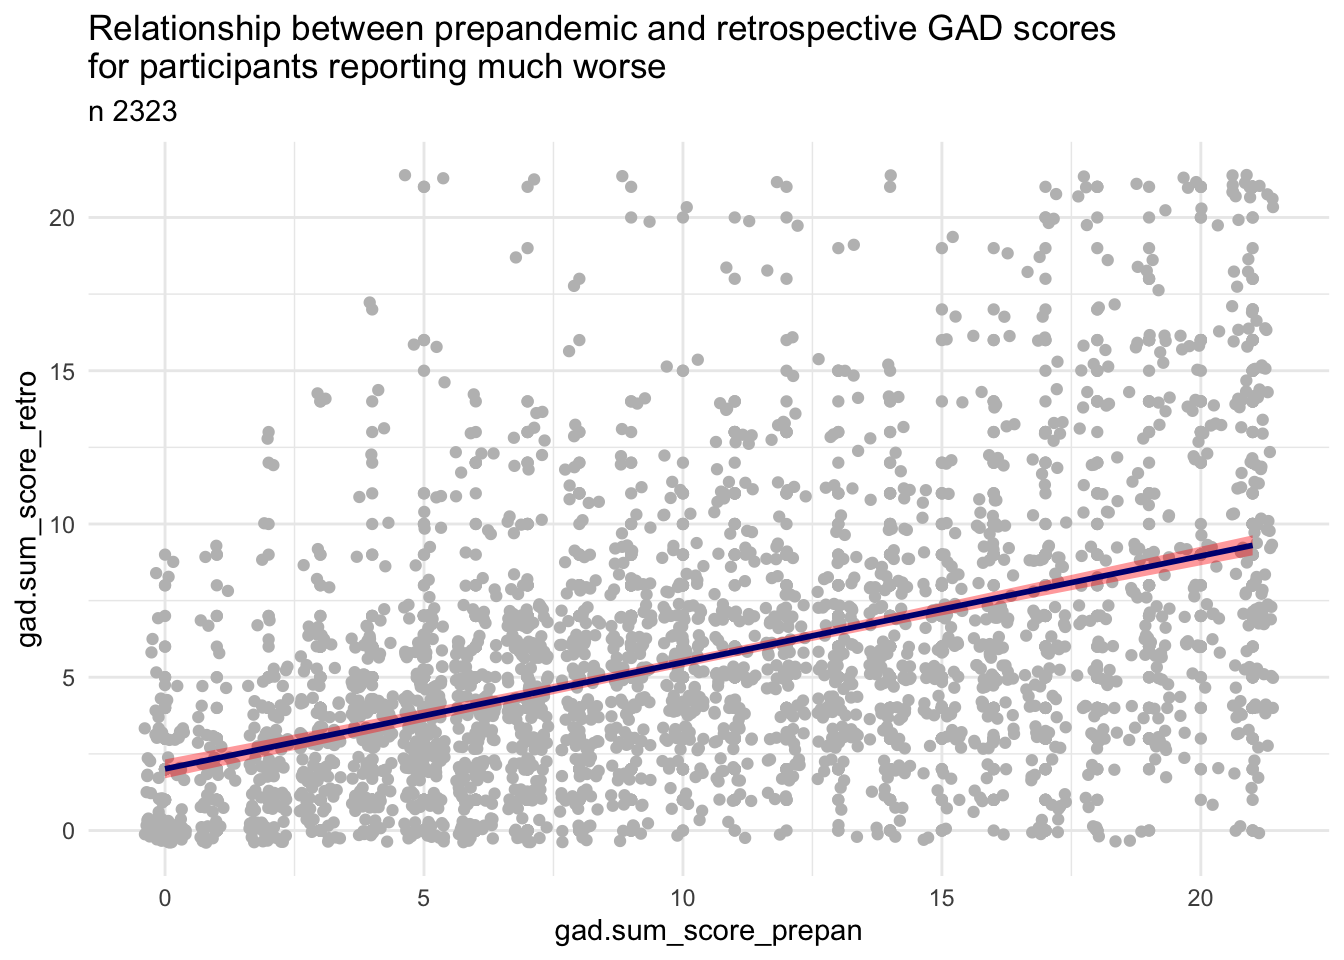 Relationship between prepandemic and retrospective GAD scores
for participants reporting much worse
n 2323
20
15
10
5
0
gad.sum_score_retro
0 5 10 15 20
gad.sum_score_prepan